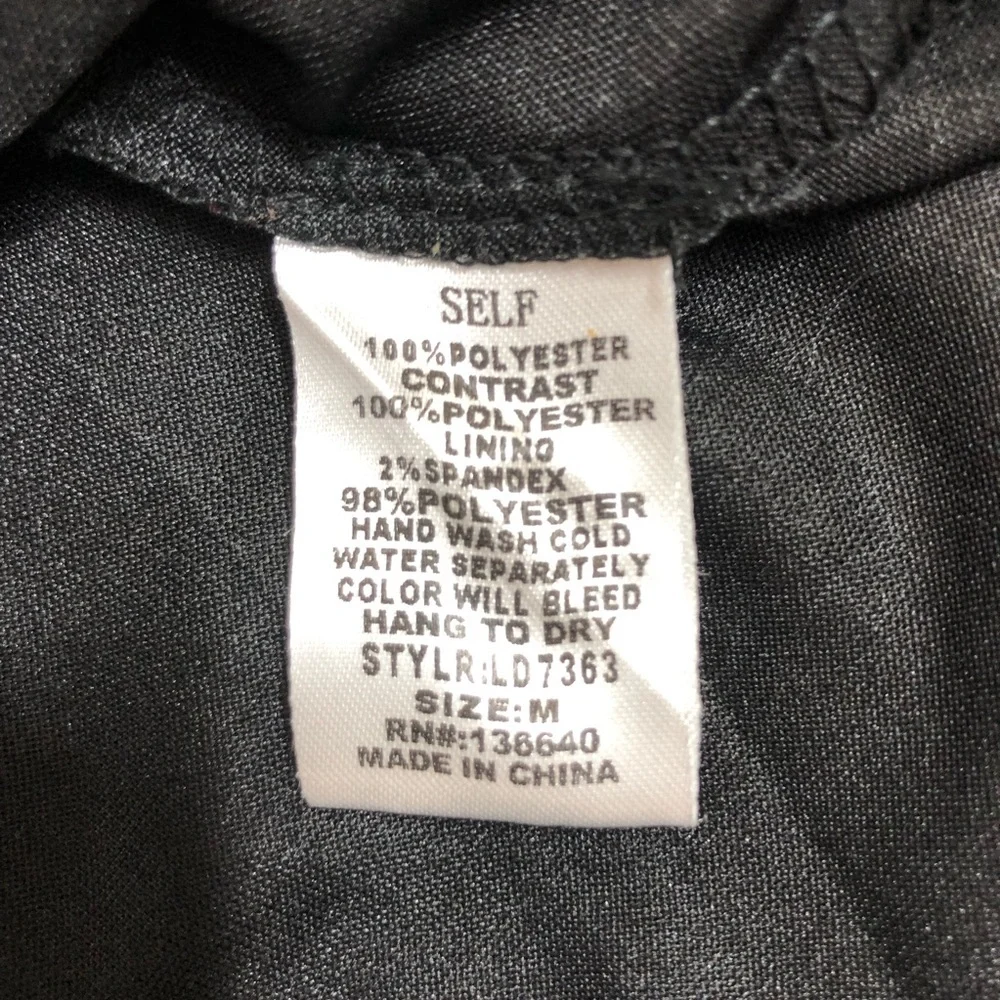 SELF
100%POLYESTER
CONTRAST
100%POLYESTER
LINING
2%SPANDEX
98%POLYESTER
HAND WASH COLD
WATER SEPARATELY
COLOR WILL BLEED
HANG TO DRY
STYLR:LD7363
SIZE:M
RN#:136640
MADE IN CHINA